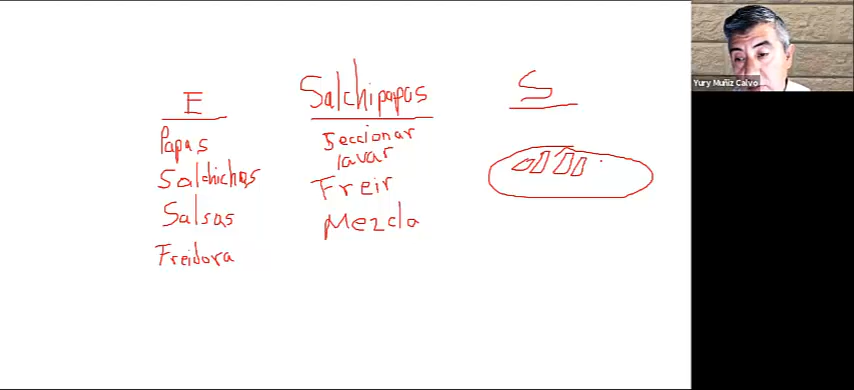 E
Papas
Salchichas
Salsas
Freidora
Salchipapas
Seccionar
lavar
Freir
Mezcla
S
Yury Muñiz Calvo